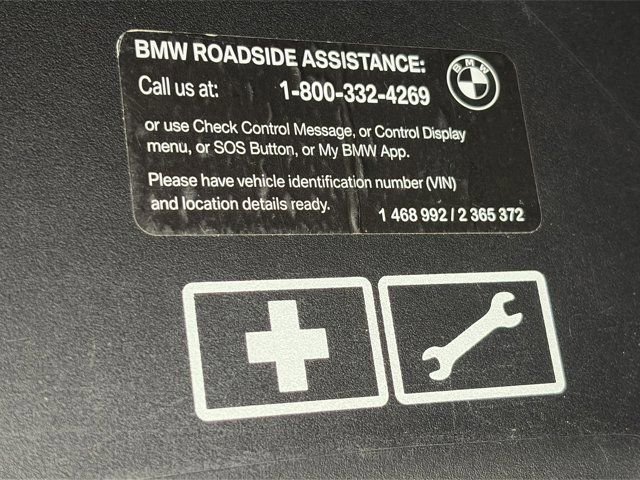 BMW ROADSIDE ASSISTANCE:
Call us at: 1-800-332-4269
BMW
or use Check Control Message, or Control Display
menu, or SOS Button, or My BMW App.
Please have vehicle identification number (VIN)
and location details ready.
1 468 992 / 2 365 372